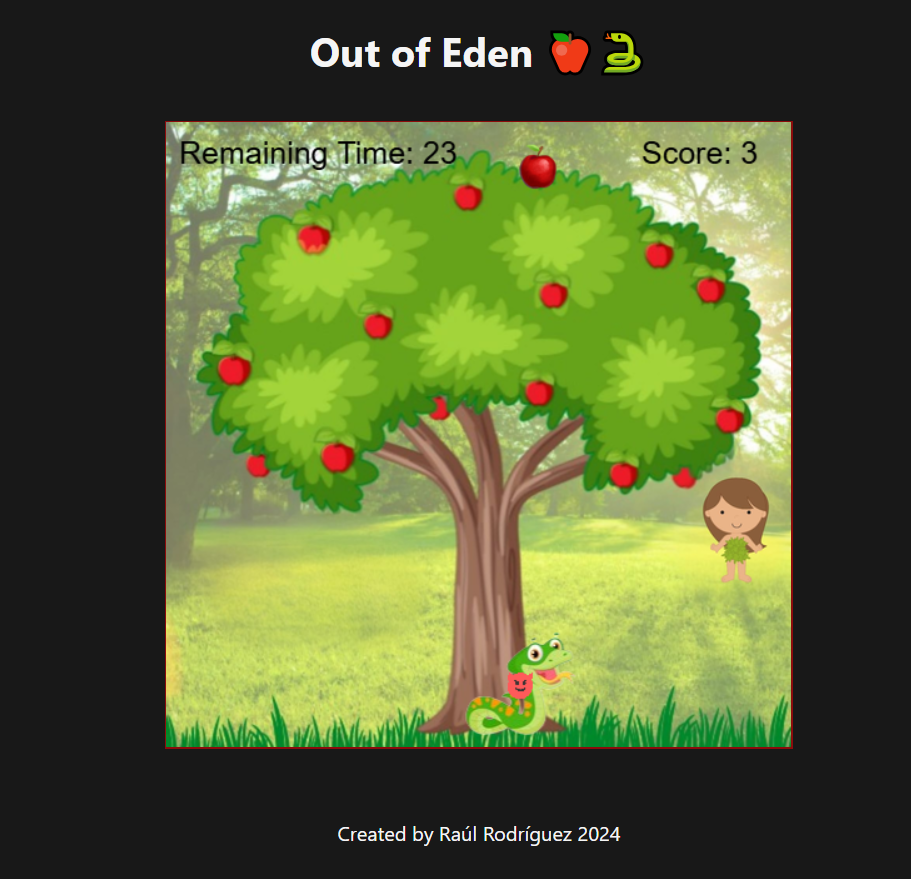 Out of Eden 🍎🐍
Remaining Time: 23
Score: 3
Created by Raúl Rodríguez 2024